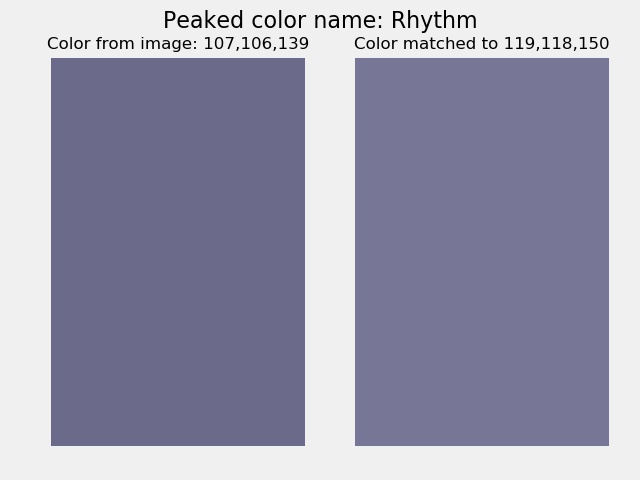 Peaked color name: Rhythm
Color from image: 107,106,139
Color matched to 119,118,150